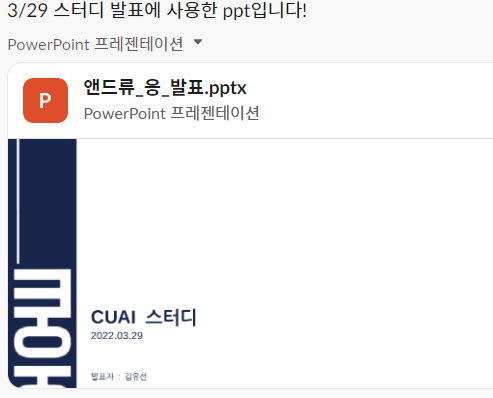 3/29 스터디 발표에 사용한 ppt입니다!
PowerPoint 프레젠테이션
P
앤드류_응_발표.pptx
PowerPoint 프레젠테이션
CUAI 스터디
2022.03.29
발표자 : 김유선